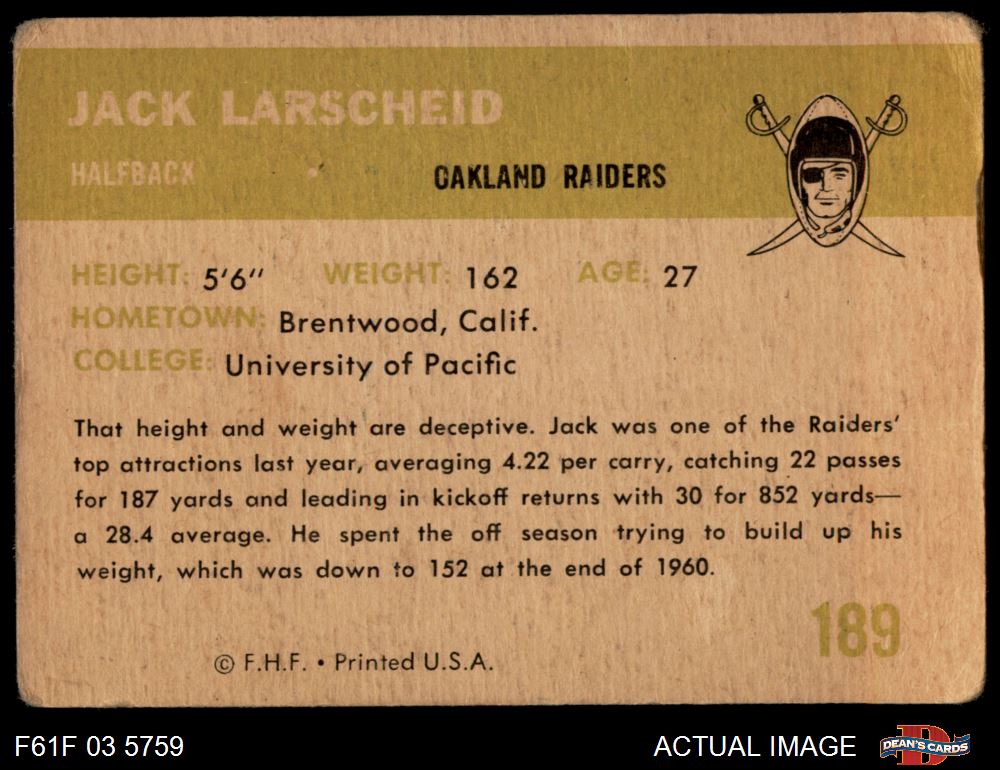 JACK LARSCHEID
HALFBACK OAKLAND RAIDERS
HEIGHT: 5'6" WEIGHT: 162 AGE: 27
HOMETOWN: Brentwood, Calif.
COLLEGE: University of Pacific
That height and weight are deceptive. Jack was one of the Raiders'
top attractions last year, averaging 4.22 per carry, catching 22 passes
for 187 yards and leading in kickoff returns with 30 for 852 yards—
a 28.4 average. He spent the off season trying to build up his
weight, which was down to 152 at the end of 1960.
189
© F.H.F. • Printed U.S.A.
F61F 03 5759 ACTUAL IMAGE DEAN'S CARDS